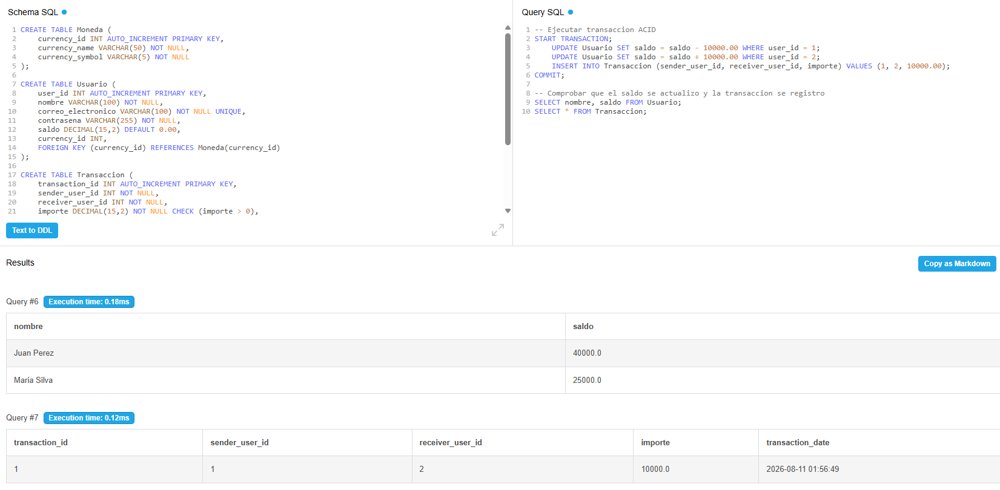 Schema SQL
1 CREATE TABLE Moneda (
2     currency_id INT AUTO_INCREMENT PRIMARY KEY,
3     currency_name VARCHAR(50) NOT NULL,
4     currency_symbol VARCHAR(5) NOT NULL
5 );
6
7 CREATE TABLE Usuario (
8     user_id INT AUTO_INCREMENT PRIMARY KEY,
9     nombre VARCHAR(100) NOT NULL,
10     correo_electronico VARCHAR(100) NOT NULL UNIQUE,
11     contrasena VARCHAR(255) NOT NULL,
12     saldo DECIMAL(15,2) DEFAULT 0.00,
13     currency_id INT,
14     FOREIGN KEY (currency_id) REFERENCES Moneda(currency_id)
15 );
16
17 CREATE TABLE Transaccion (
18     transaction_id INT AUTO_INCREMENT PRIMARY KEY,
19     sender_user_id INT NOT NULL,
20     receiver_user_id INT NOT NULL,
21     importe DECIMAL(15,2) NOT NULL CHECK (importe > 0),
Text to DDL
Query SQL
1 -- Ejecutar transaccion ACID
2 START TRANSACTION;
3     UPDATE Usuario SET saldo = saldo - 10000.00 WHERE user_id = 1;
4     UPDATE Usuario SET saldo = saldo + 10000.00 WHERE user_id = 2;
5     INSERT INTO Transaccion (sender_user_id, receiver_user_id, importe) VALUES (1, 2, 10000.00);
6 COMMIT;
7
8 -- Comprobar que el saldo se actualizo y la transaccion se registro
9 SELECT nombre, saldo FROM Usuario;
10 SELECT * FROM Transaccion;
Results
Copy as Markdown
Query #6 Execution time: 0.18ms
nombre saldo
Juan Perez 40000.0
Maria Silva 25000.0
Query #7 Execution time: 0.12ms
transaction_id sender_user_id receiver_user_id importe transaction_date
1 1 2 10000.0 2026-08-11 01:56:49